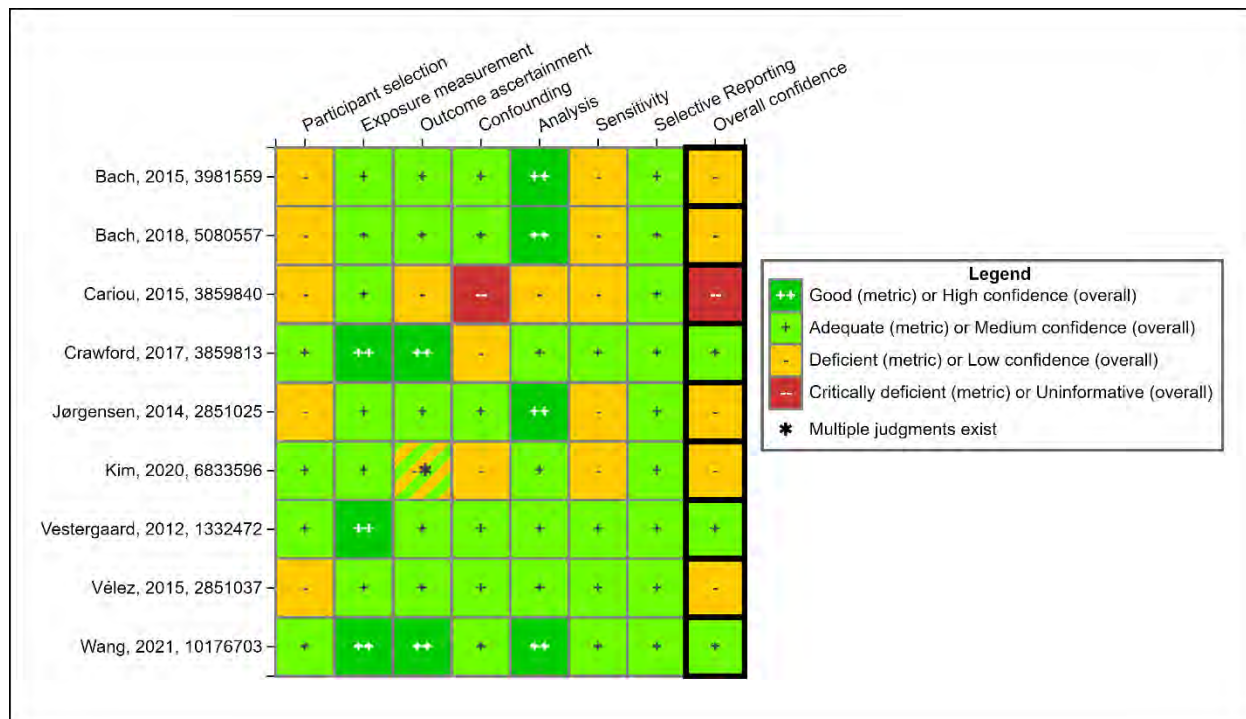 Participant selection
Exposure measurement
Outcome ascertainment
Confounding
Analysis
Sensitivity
Selective Reporting
Overall confidence
Bach, 2015, 3981559 - + + + ++ - + -
Bach, 2018, 5080557 - + + + ++ - + -
Cariou, 2015, 3859840 - + - -- - - + --
Crawford, 2017, 3859813 + ++ ++ - + + + +
Jørgensen, 2014, 2851025 - + + + ++ - + -
Kim, 2020, 6833596 + + -* - + - + -
Vestergaard, 2012, 1332472 + ++ + + + + + +
Vélez, 2015, 2851037 - + + + + + + -
Wang, 2021, 10176703 + ++ ++ + ++ + + +
Legend
++ Good (metric) or High confidence (overall)
+ Adequate (metric) or Medium confidence (overall)
- Deficient (metric) or Low confidence (overall)
-- Critically deficient (metric) or Uninformative (overall)
* Multiple judgments exist